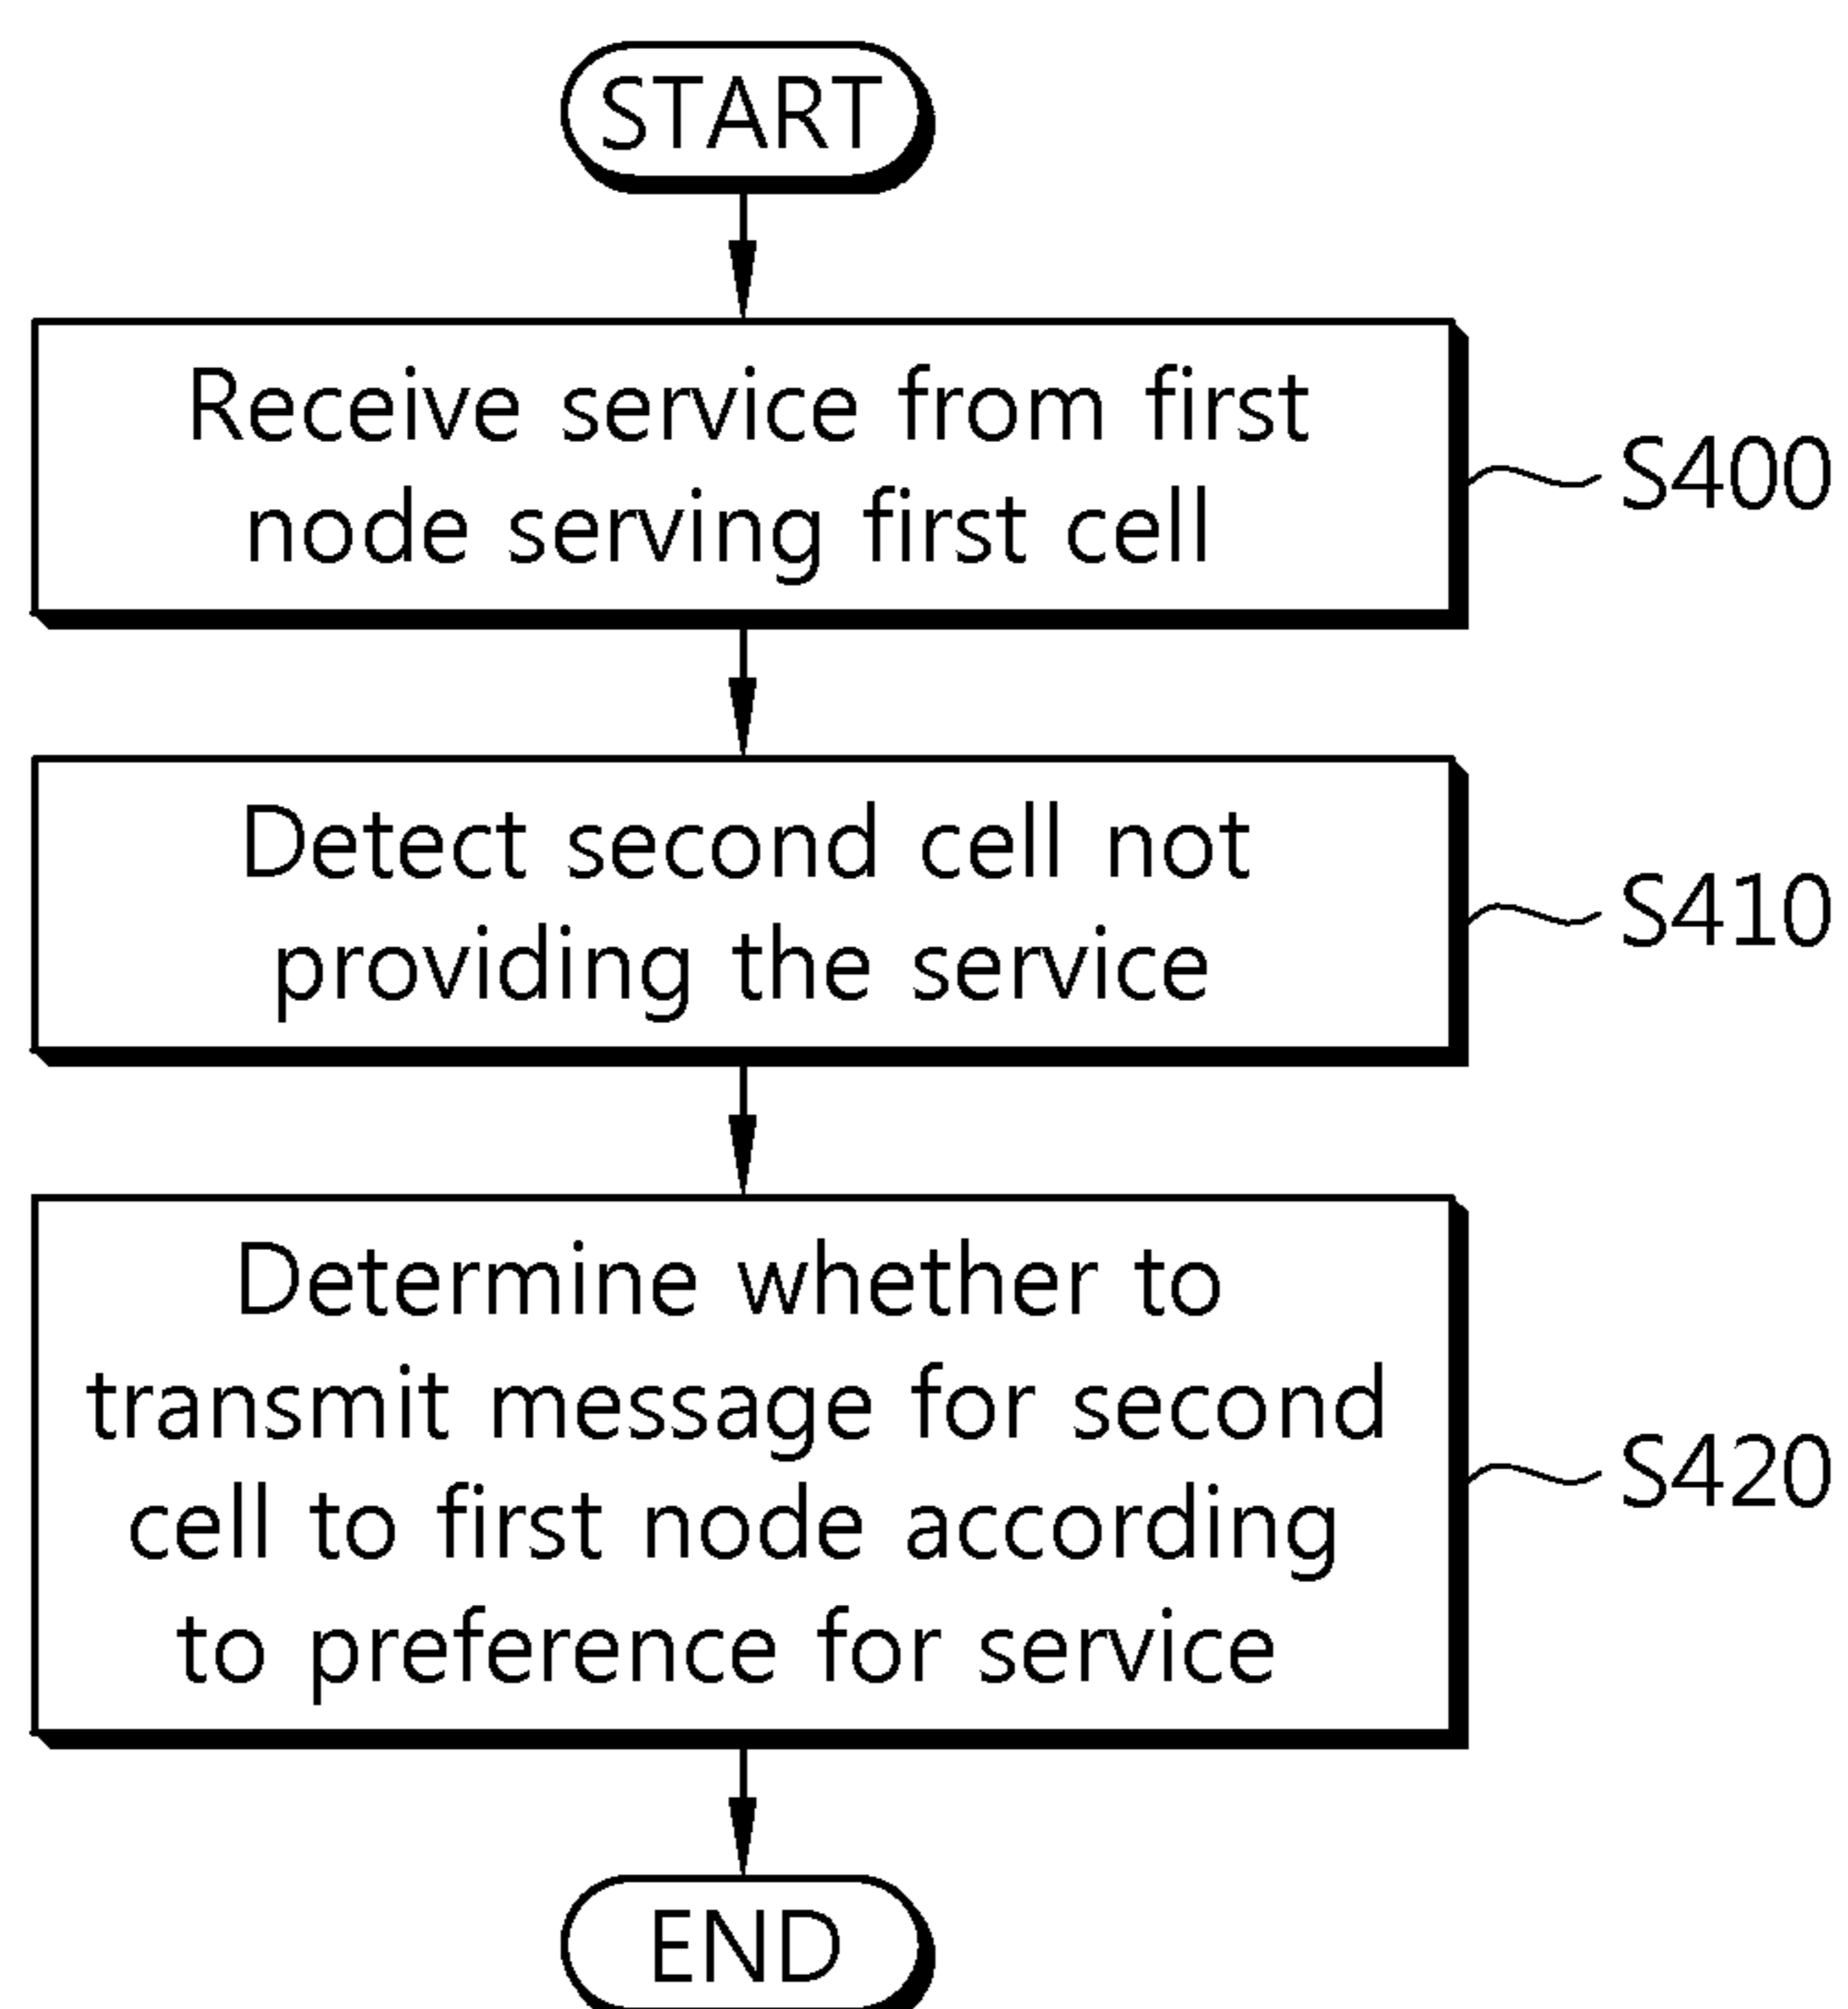 START
Receive service from first
node serving first cell
S400
Detect second cell not
providing the service
S410
Determine whether to
transmit message for second
cell to first node according
to preference for service
S420
END